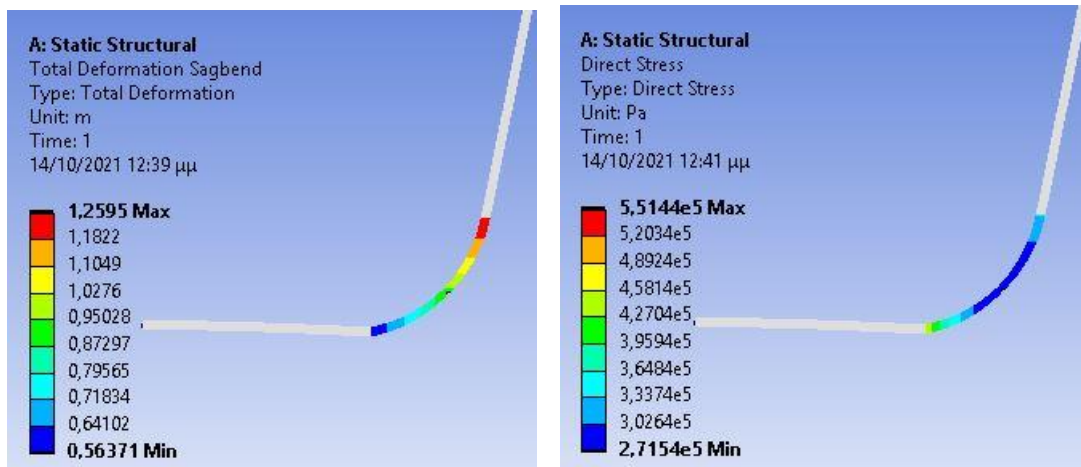 A: Static Structural
Total Deformation Sagbend
Type: Total Deformation
Unit: m
Time: 1
14/10/2021 12:39 μμ
1,2595 Max
1,1822
1,1049
1,0276
0,95028
0,87297
0,79565
0,71834
0,64102
0,56371 Min
A: Static Structural
Direct Stress
Type: Direct Stress
Unit: Pa
Time: 1
14/10/2021 12:41 μμ
5,5144e5 Max
5,2034e5
4,8924e5
4,5814e5
4,2704e5
3,9594e5
3,6484e5
3,3374e5
3,0264e5
2,7154e5 Min